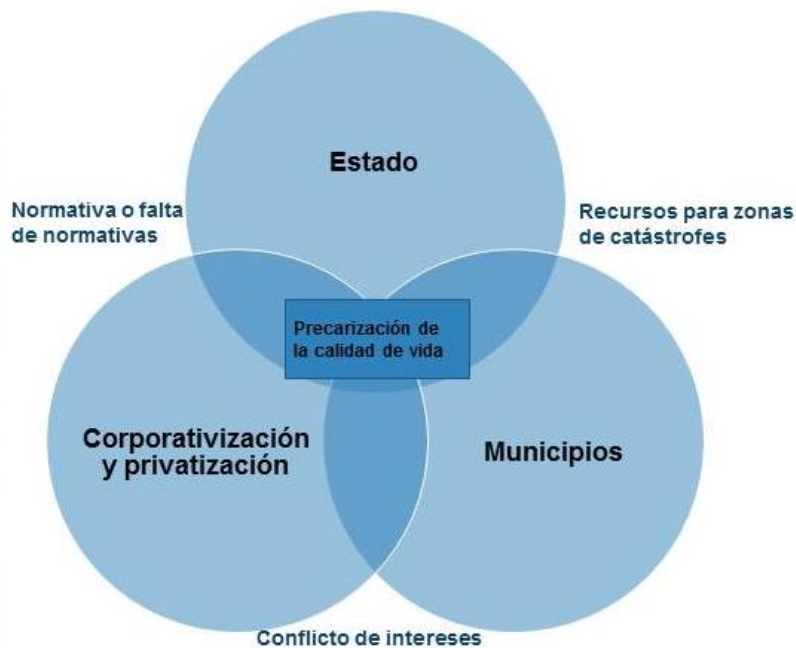 Estado
Normativa o falta
de normativas
Recursos para zonas
de catástrofes
Precarización de
la calidad de vida
Corporativización
y privatización
Municipios
Conflicto de intereses